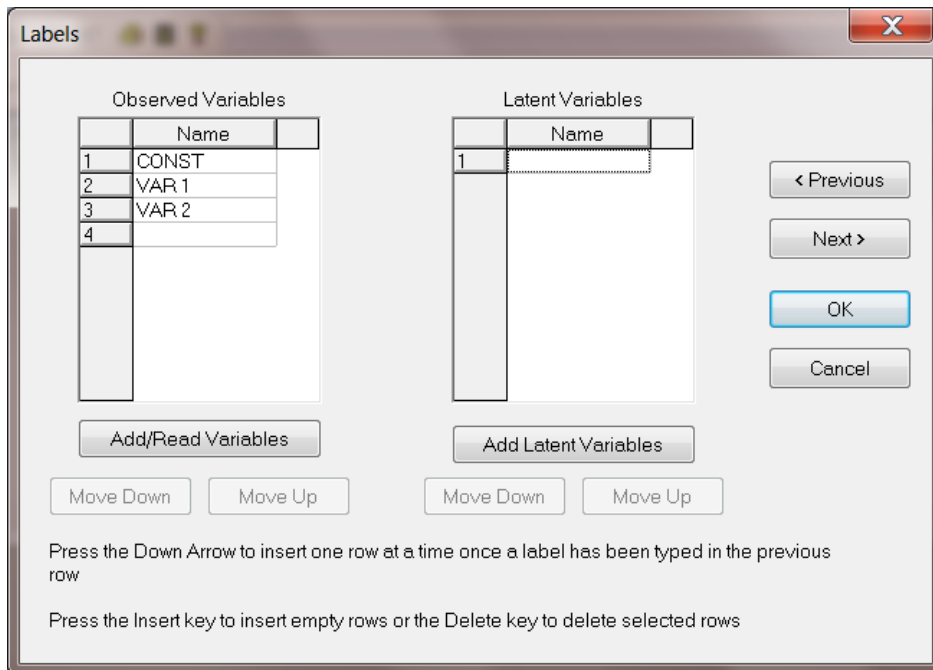 Labels
X
Observed Variables
Latent Variables
Name
Name
1 CONST
1
2 VAR 1
3 VAR 2
4
< Previous
Next >
OK
Cancel
Add/Read Variables
Add Latent Variables
Move Down
Move Up
Move Down
Move Up
Press the Down Arrow to insert one row at a time once a label has been typed in the previous
row
Press the Insert key to insert empty rows or the Delete key to delete selected rows